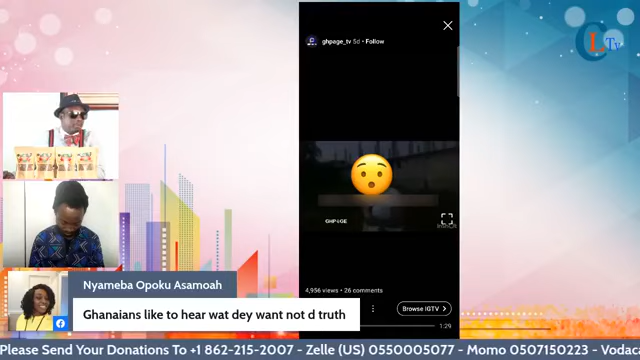 CLTv
ghpage_tv 5d • Follow
GHPAGE
4,956 views • 26 comments
Browse IGTV >
1:29
Nyameba Opoku Asamoah
Ghanaians like to hear wat dey want not d truth
Please Send Your Donations To +1 862-215-2007 - Zelle (US) 0550005077 - Momo 0507150223 - Voda